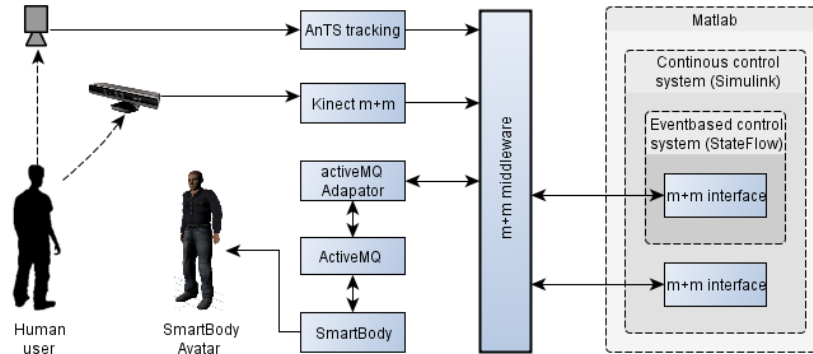 AnTS tracking
Kinect m+m
activeMQ
Adapator
ActiveMQ
SmartBody
Human
user
SmartBody
Avatar
m+m middleware
Matlab
Continous control
system (Simulink)
Eventbased control
system (StateFlow)
m+m interface
m+m interface